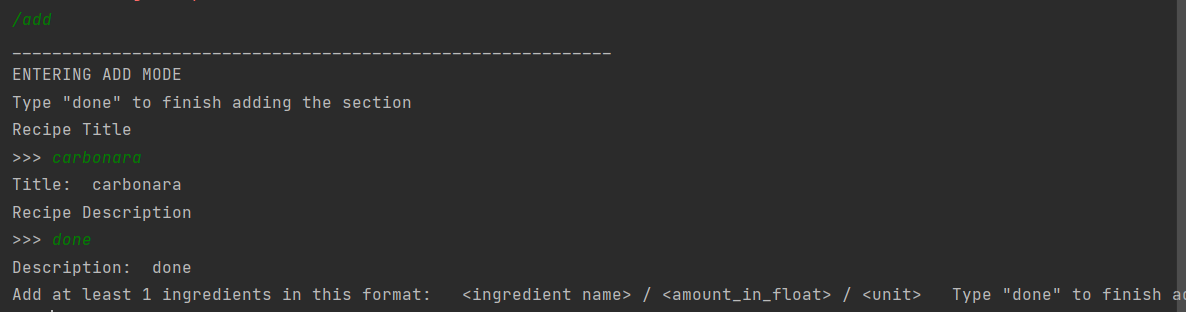 /add
____________________________________________________________
ENTERING ADD MODE
Type "done" to finish adding the section
Recipe Title
>>> carbonara
Title:  carbonara
Recipe Description
>>> done
Description:  done
Add at least 1 ingredients in this format:   <ingredient name> / <amount_in_float> / <unit>   Type "done" to finish